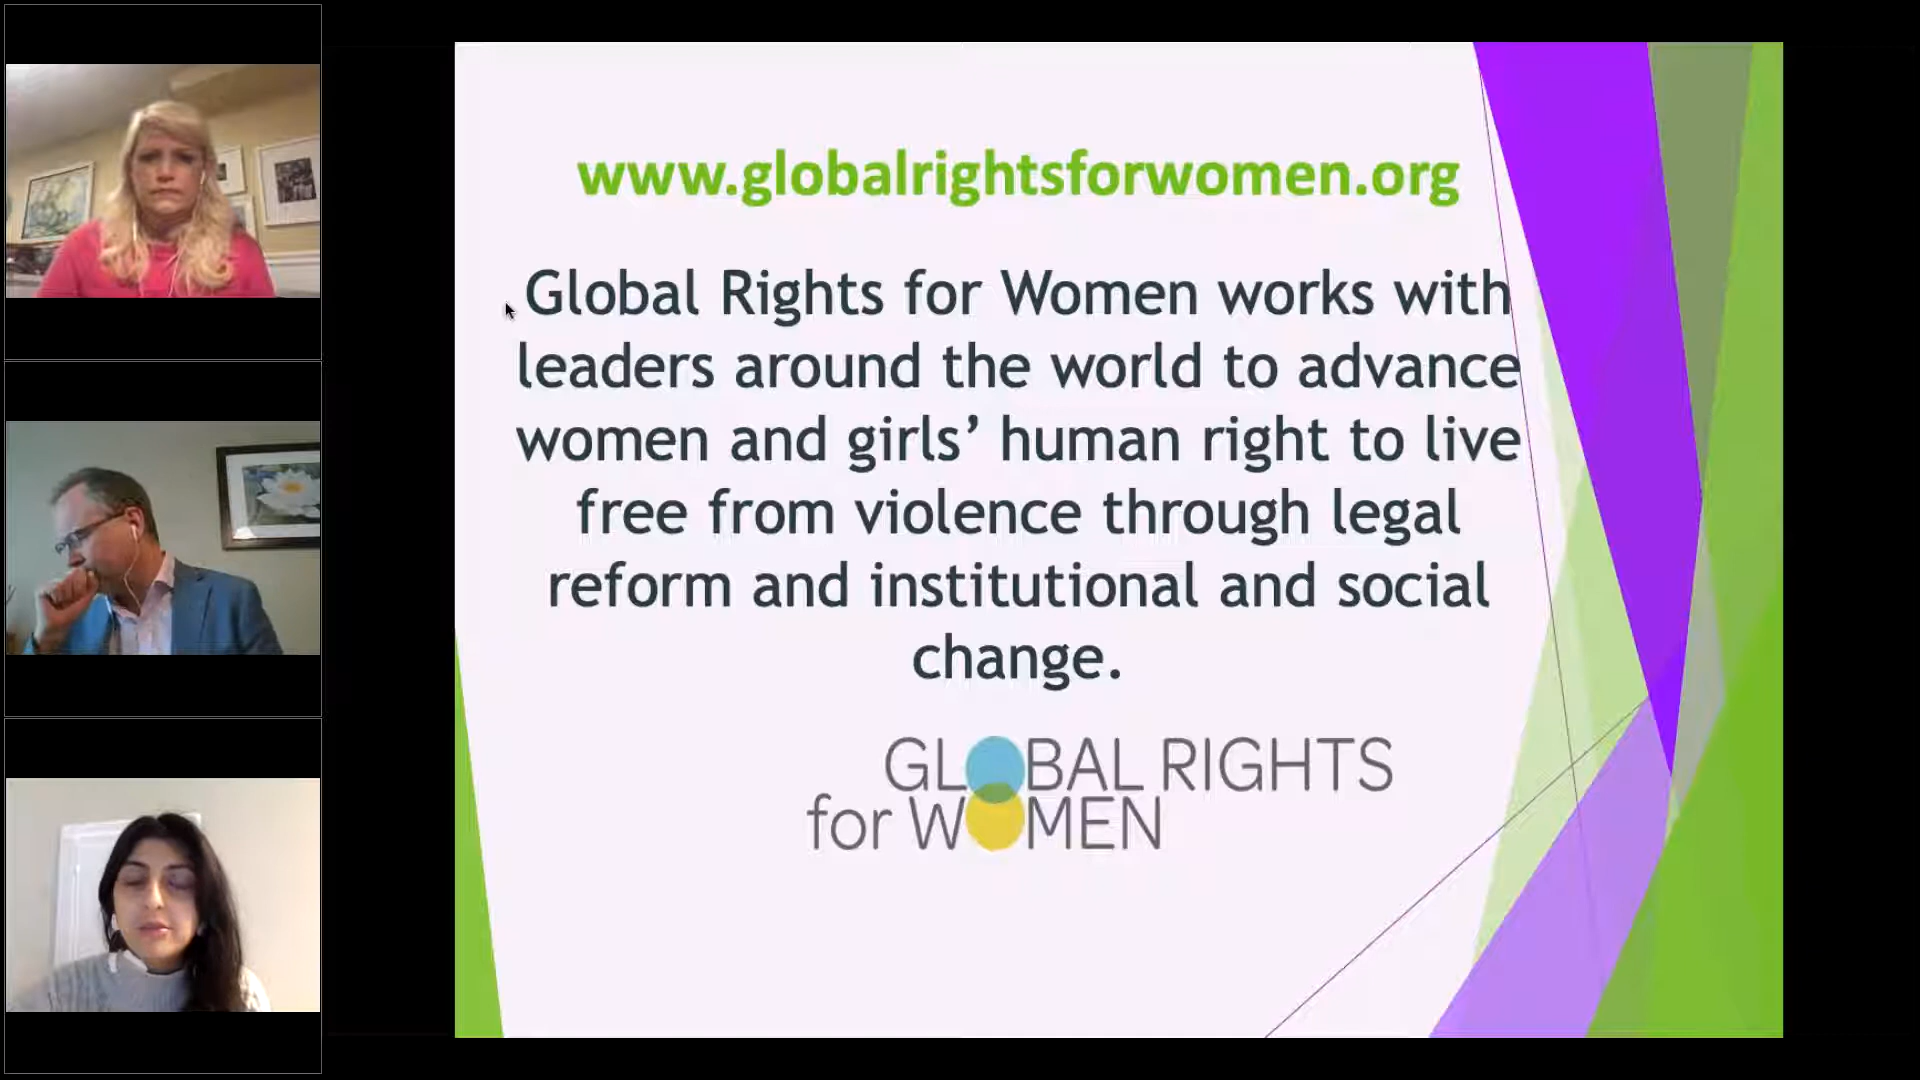 www.globalrightsforwomen.org
Global Rights for Women works with
leaders around the world to advance
women and girls’ human right to live
free from violence through legal
reform and institutional and social
change.
GLOBAL RIGHTS
for WOMEN